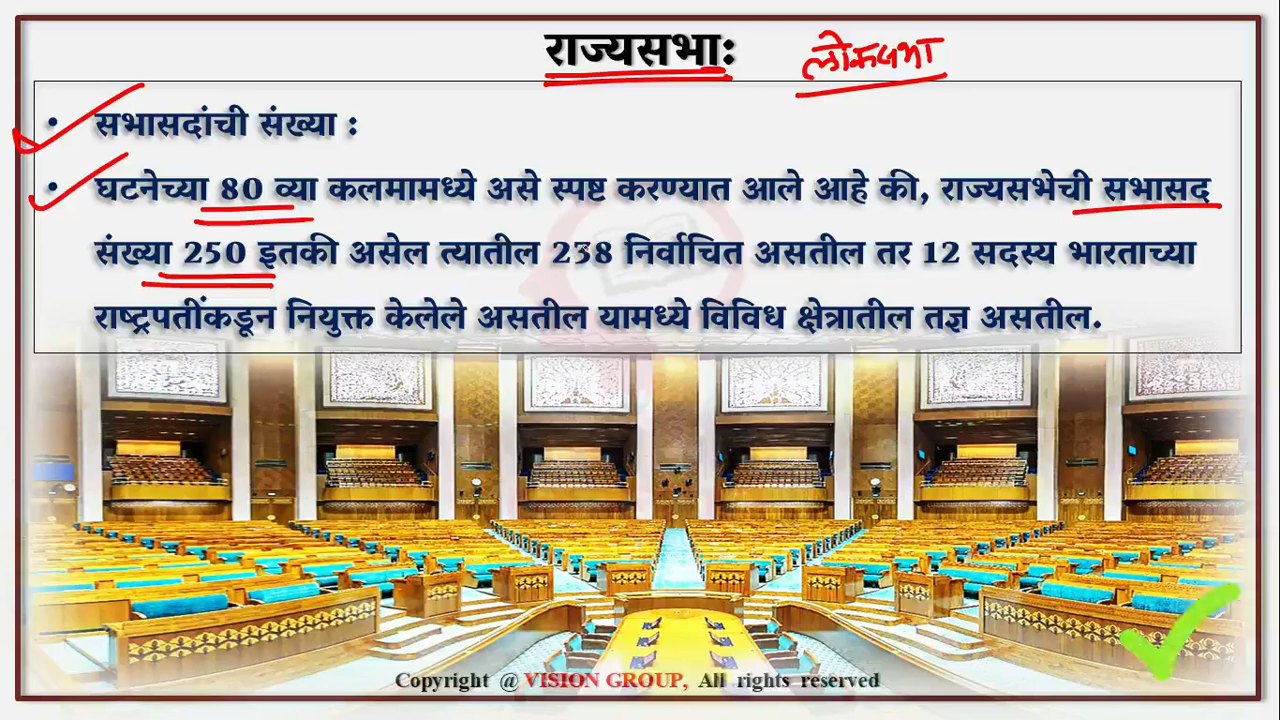 राज्यसभाः
लोकसभा
• सभासदांची संख्या :
• घटनेच्या 80 व्या कलमामध्ये असे स्पष्ट करण्यात आले आहे की, राज्यसभेची सभासद
संख्या 250 इतकी असेल त्यातील 238 निर्वाचित असतील तर 12 सदस्य भारताच्या
राष्ट्रपतींकडून नियुक्त केलेले असतील यामध्ये विविध क्षेत्रातील तज्ञ असतील.
Copyright @ VISION GROUP, All rights reserved